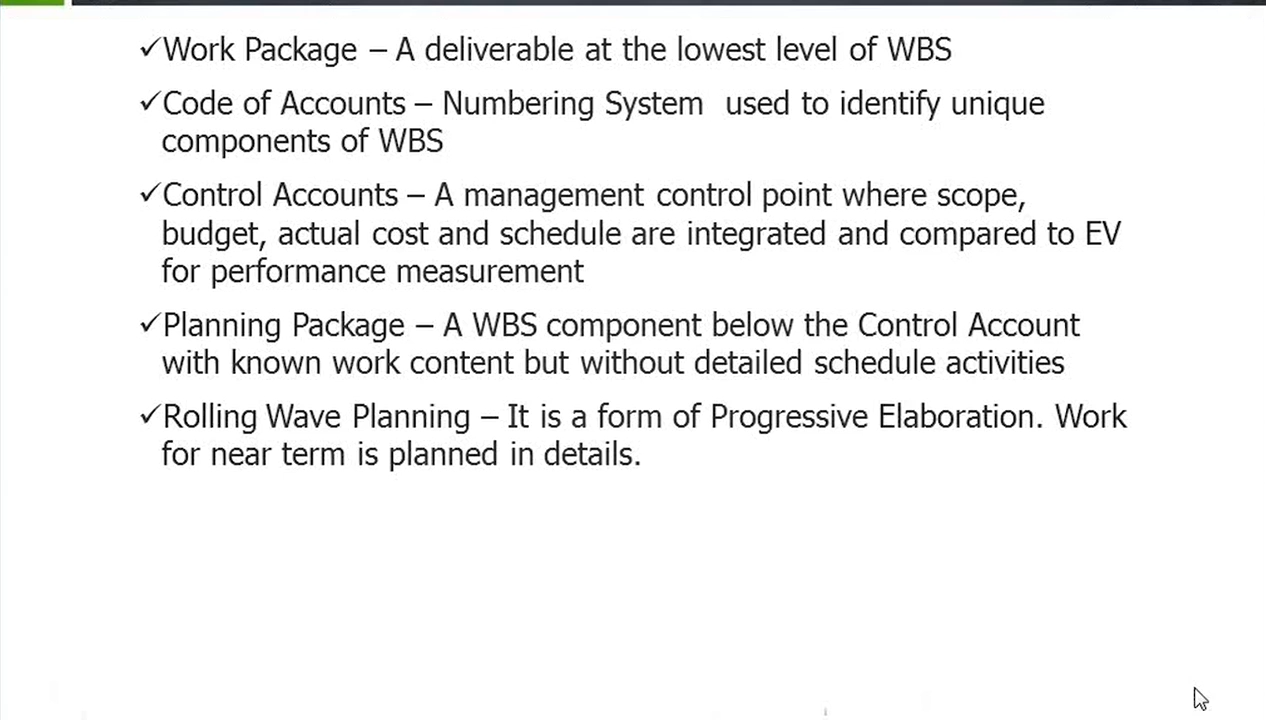 ✓Work Package – A deliverable at the lowest level of WBS
✓Code of Accounts – Numbering System  used to identify unique
components of WBS
✓Control Accounts – A management control point where scope,
budget, actual cost and schedule are integrated and compared to EV
for performance measurement
✓Planning Package – A WBS component below the Control Account
with known work content but without detailed schedule activities
✓Rolling Wave Planning – It is a form of Progressive Elaboration. Work
for near term is planned in details.